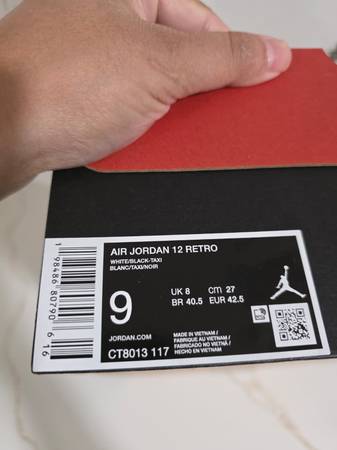 AIR JORDAN 12 RETRO
WHITE/BLACK-TAXI
BLANC/TAXI/NOIR
9
UK 8 cm 27
BR 40.5 EUR 42.5
JORDAN.COM
CT8013 117
MADE IN VIETNAM /
FABRIQUE AU VIETNAM /
FABRICADO NO VIETNÃ /
HECHO EN VIETNAM
1 98486 80790 6 16